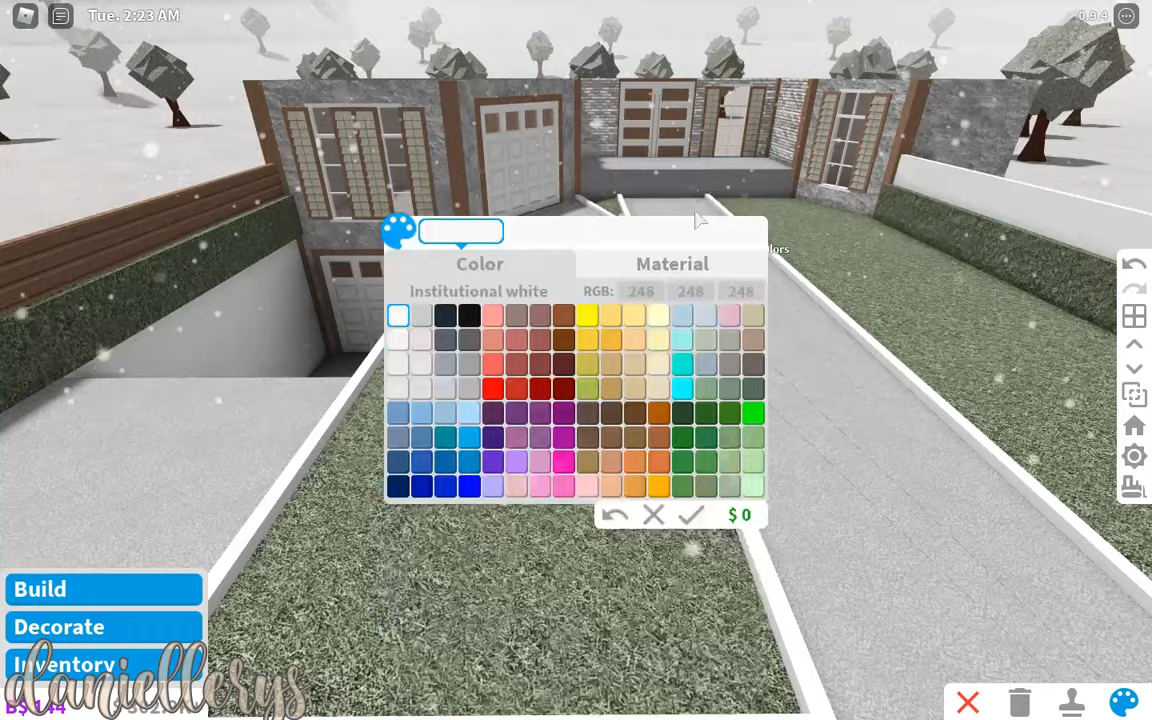 Tue. 2:23 AM
0.9.4
Color
Material
Institutional white
RGB: 248 248 248
$ 0
Build
Decorate
Inventory
daniellerys
B$ 144